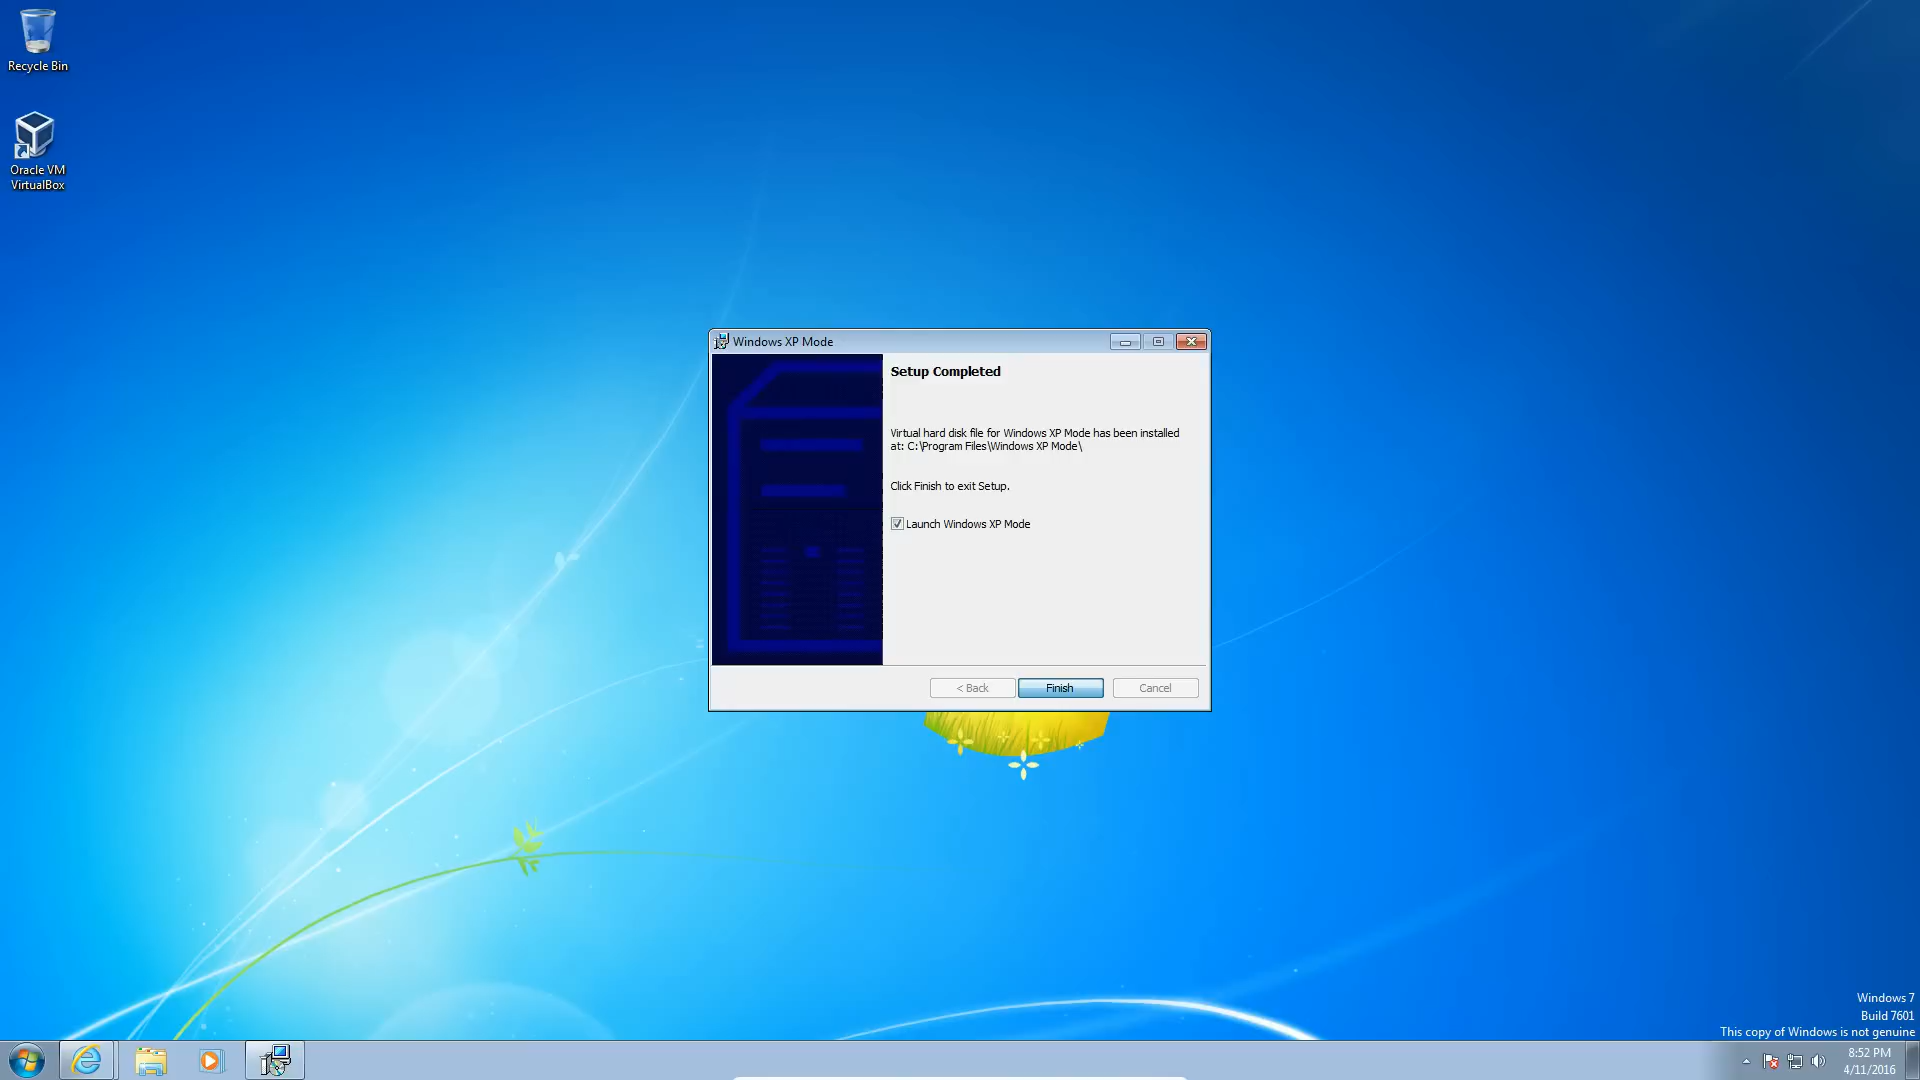 Recycle Bin
Oracle VM
VirtualBox
Windows XP Mode
Setup Completed
Virtual hard disk file for Windows XP Mode has been installed
at: C:\Program Files\Windows XP Mode\
Click Finish to exit Setup.
Launch Windows XP Mode
< Back
Finish
Cancel
Windows 7
Build 7601
This copy of Windows is not genuine
8:52 PM
4/11/2016